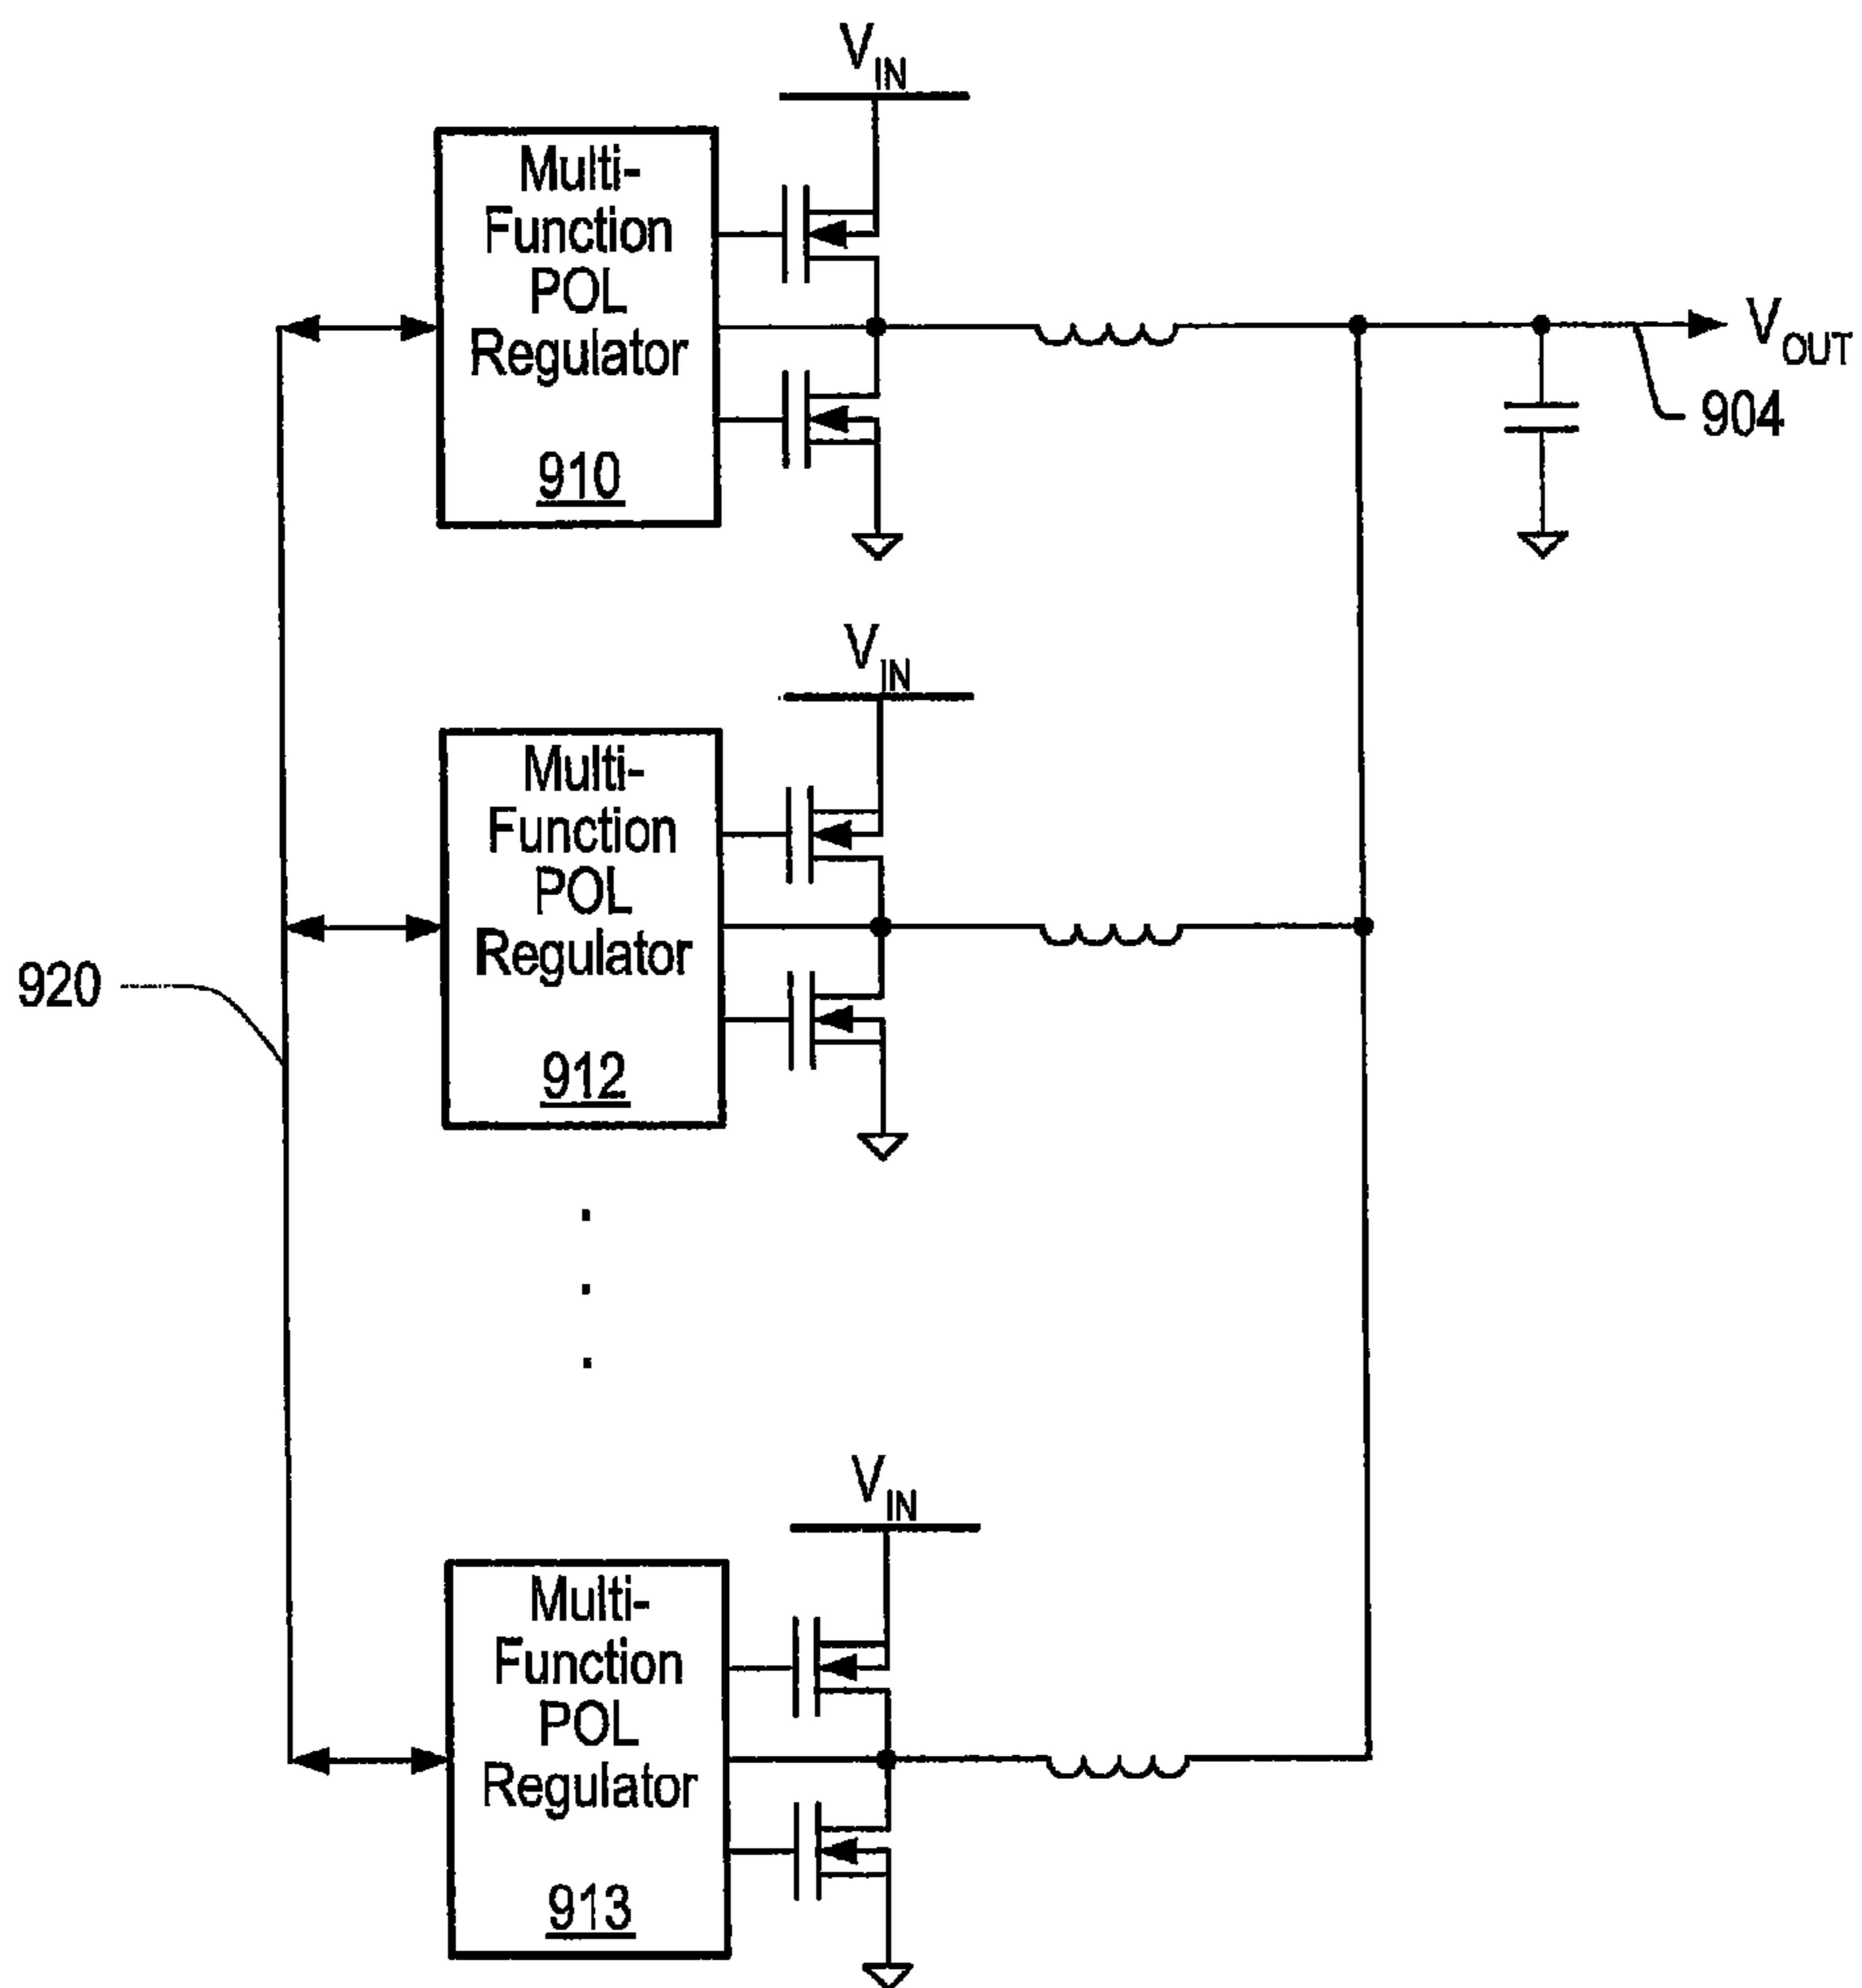 VIN
Multi-
Function
POL
Regulator
910
VOUT
904
VIN
Multi-
Function
POL
Regulator
912
920
VIN
Multi-
Function
POL
Regulator
913